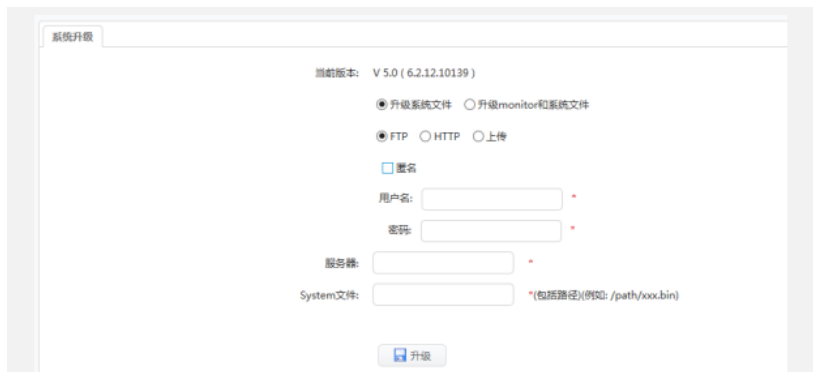 系统升级
当前版本: V 5.0 ( 6.2.12.10139 )
升级系统文件 升级monitor和系统文件
FTP HTTP 上传
匿名
用户名: *
密码: *
服务器: *
System文件: *(包括路径)(例如: /path/xxx.bin)
升级